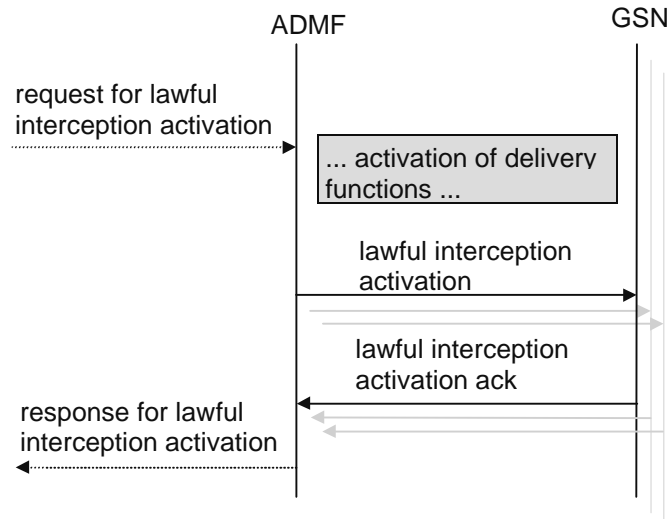 ADMF
GSN
request for lawful
interception activation
... activation of delivery
functions ...
lawful interception
activation
lawful interception
activation ack
response for lawful
interception activation